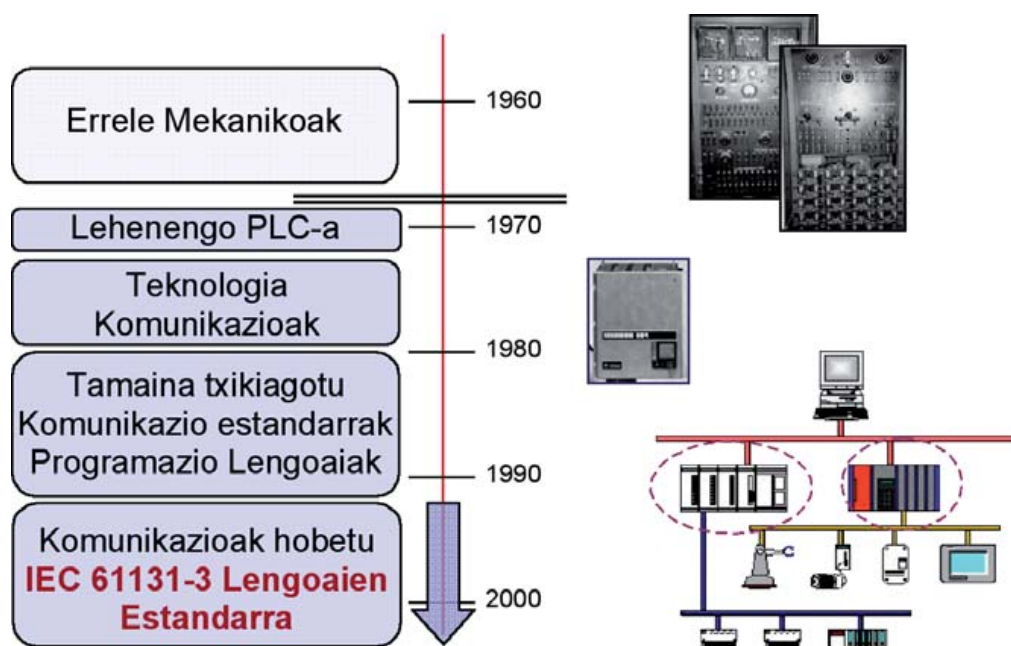 Errele Mekanikoak
1960
Lehenengo PLC-a
1970
Teknologia
Komunikazioak
1980
Tamaina txikiagotu
Komunikazio estandarrak
Programazio Lengoaiak
1990
Komunikazioak hobetu
IEC 61131-3 Lengoaien
Estandarra
2000